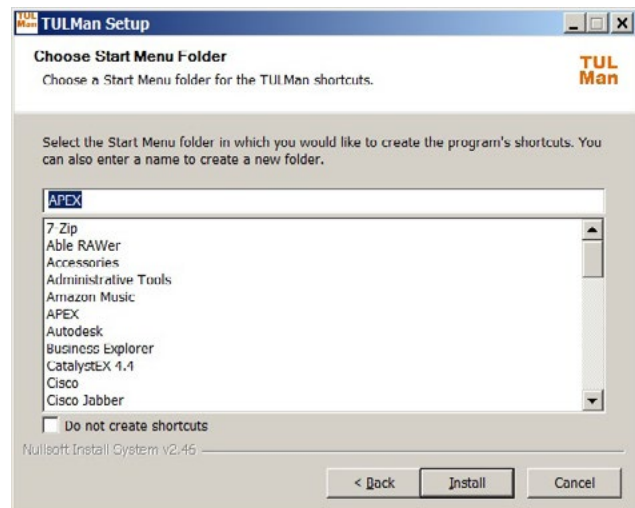 TUL
Man
TULMan Setup
Choose Start Menu Folder
Choose a Start Menu folder for the TULMan shortcuts.
TUL
Man
Select the Start Menu folder in which you would like to create the program's shortcuts. You
can also enter a name to create a new folder.
APEX
7-Zip
Able RAWer
Accessories
Administrative Tools
Amazon Music
APEX
Autodesk
Business Explorer
CatalystEX 4.4
Cisco
Cisco Jabber
Do not create shortcuts
Nullsoft Install System v2.46
< Back
Install
Cancel